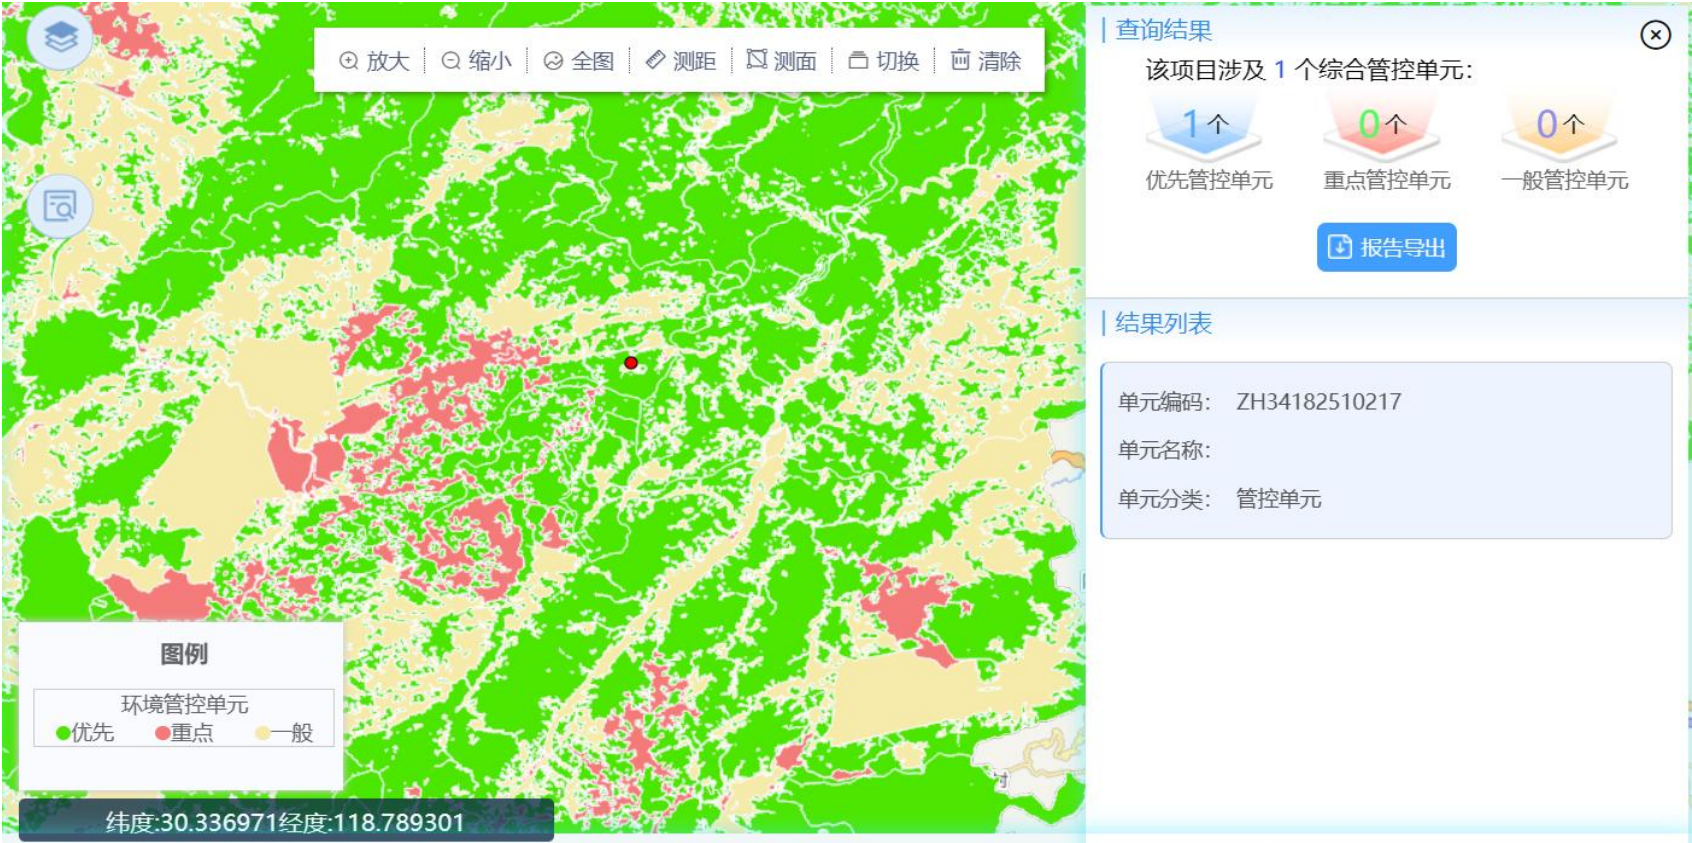 放大 缩小 全图 测距 测面 切换 清除
图例
环境管控单元
优先 重点 一般
纬度:30.336971经度:118.789301
查询结果
该项目涉及 1 个综合管控单元：
1个 0个 0个
优先管控单元 重点管控单元 一般管控单元
报告导出
结果列表
单元编码： ZH34182510217
单元名称：
单元分类： 管控单元